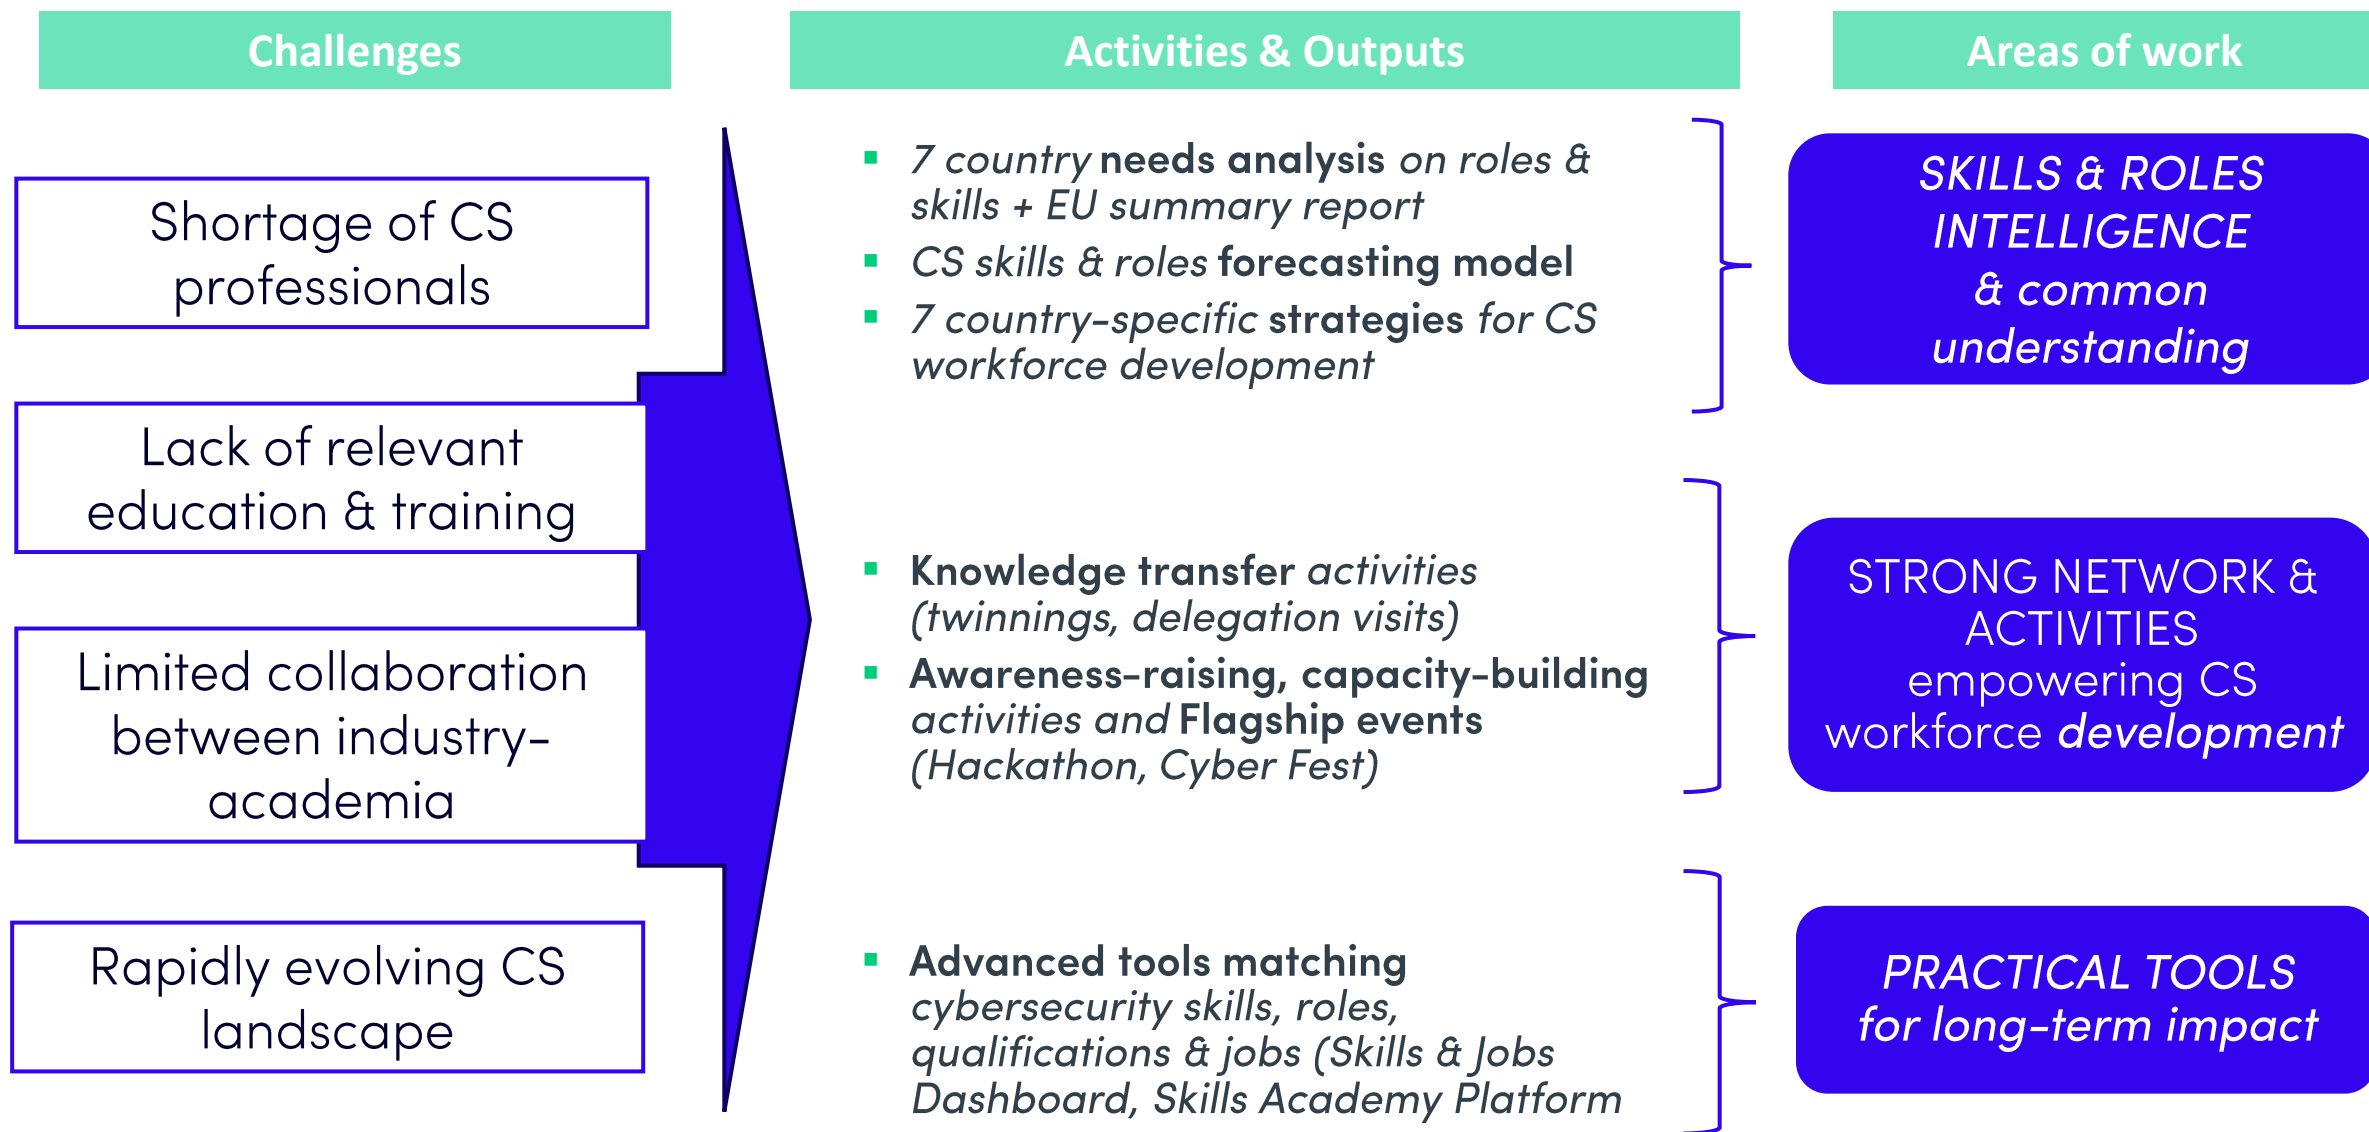 Challenges
Activities & Outputs
Areas of work
Shortage of CS
professionals
Lack of relevant
education & training
Limited collaboration
between industry-
academia
Rapidly evolving CS
landscape
7 country needs analysis on roles &
skills + EU summary report
CS skills & roles forecasting model
7 country-specific strategies for CS
workforce development
Knowledge transfer activities
(twinnings, delegation visits)
Awareness-raising, capacity-building
activities and Flagship events
(Hackathon, Cyber Fest)
Advanced tools matching
cybersecurity skills, roles,
qualifications & jobs (Skills & Jobs
Dashboard, Skills Academy Platform
SKILLS & ROLES
INTELLIGENCE
& common
understanding
STRONG NETWORK &
ACTIVITIES
empowering CS
workforce development
PRACTICAL TOOLS
for long-term impact